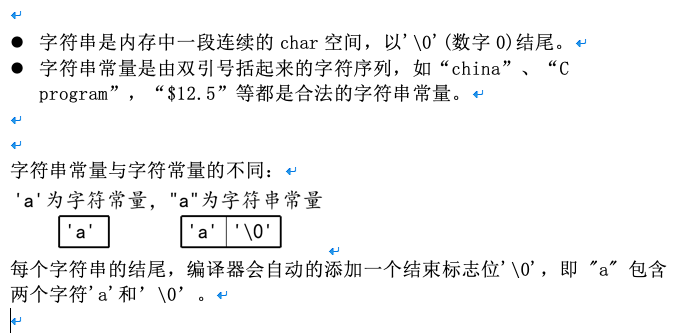 ● 字符串是内存中一段连续的 char 空间，以'\0'(数字 0)结尾。
● 字符串常量是由双引号括起来的字符序列，如“china”、“C
program”，“$12.5”等都是合法的字符串常量。
字符串常量与字符常量的不同：
'a'为字符常量，"a"为字符串常量
'a' 'a' '\0'
每个字符串的结尾，编译器会自动的添加一个结束标志位'\0'，即 "a" 包含
两个字符'a'和’\0’。